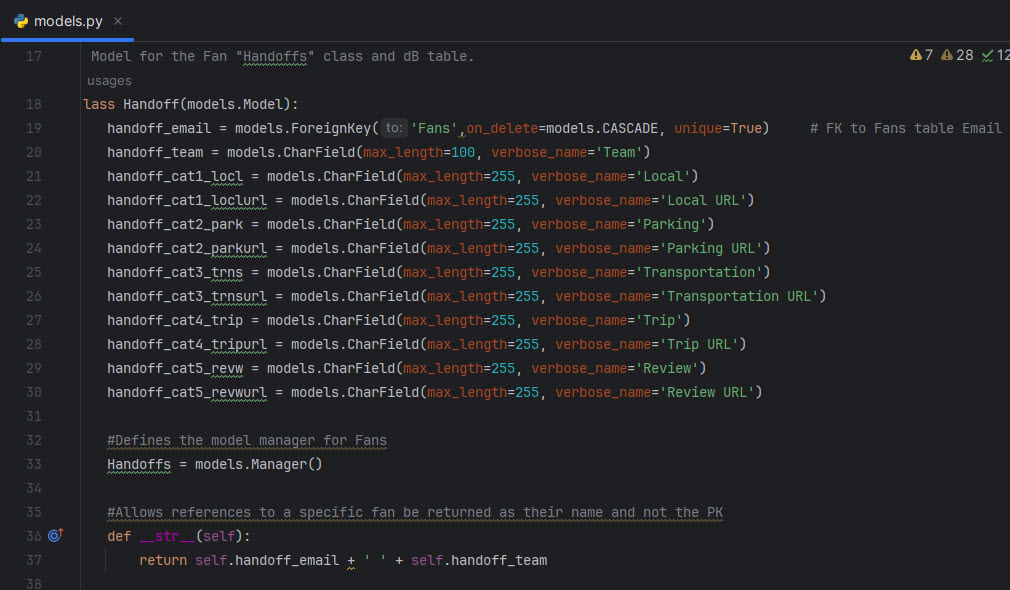 models.py ×
17 Model for the Fan "Handoffs" class and dB table. 7 28 12
usages
18 lass Handoff(models.Model):
19 handoff_email = models.ForeignKey( to: 'Fans',on_delete=models.CASCADE, unique=True) # FK to Fans table Email
20 handoff_team = models.CharField(max_length=100, verbose_name='Team')
21 handoff_cat1_locl = models.CharField(max_length=255, verbose_name='Local')
22 handoff_cat1_loclurl = models.CharField(max_length=255, verbose_name='Local URL')
23 handoff_cat2_park = models.CharField(max_length=255, verbose_name='Parking')
24 handoff_cat2_parkurl = models.CharField(max_length=255, verbose_name='Parking URL')
25 handoff_cat3_trns = models.CharField(max_length=255, verbose_name='Transportation')
26 handoff_cat3_trnsurl = models.CharField(max_length=255, verbose_name='Transportation URL')
27 handoff_cat4_trip = models.CharField(max_length=255, verbose_name='Trip')
28 handoff_cat4_tripurl = models.CharField(max_length=255, verbose_name='Trip URL')
29 handoff_cat5_revw = models.CharField(max_length=255, verbose_name='Review')
30 handoff_cat5_revwurl = models.CharField(max_length=255, verbose_name='Review URL')
31
32 #Defines the model manager for Fans
33 Handoffs = models.Manager()
34
35 #Allows references to a specific fan be returned as their name and not the PK
36 def __str__(self):
37 return self.handoff_email + ' ' + self.handoff_team
38